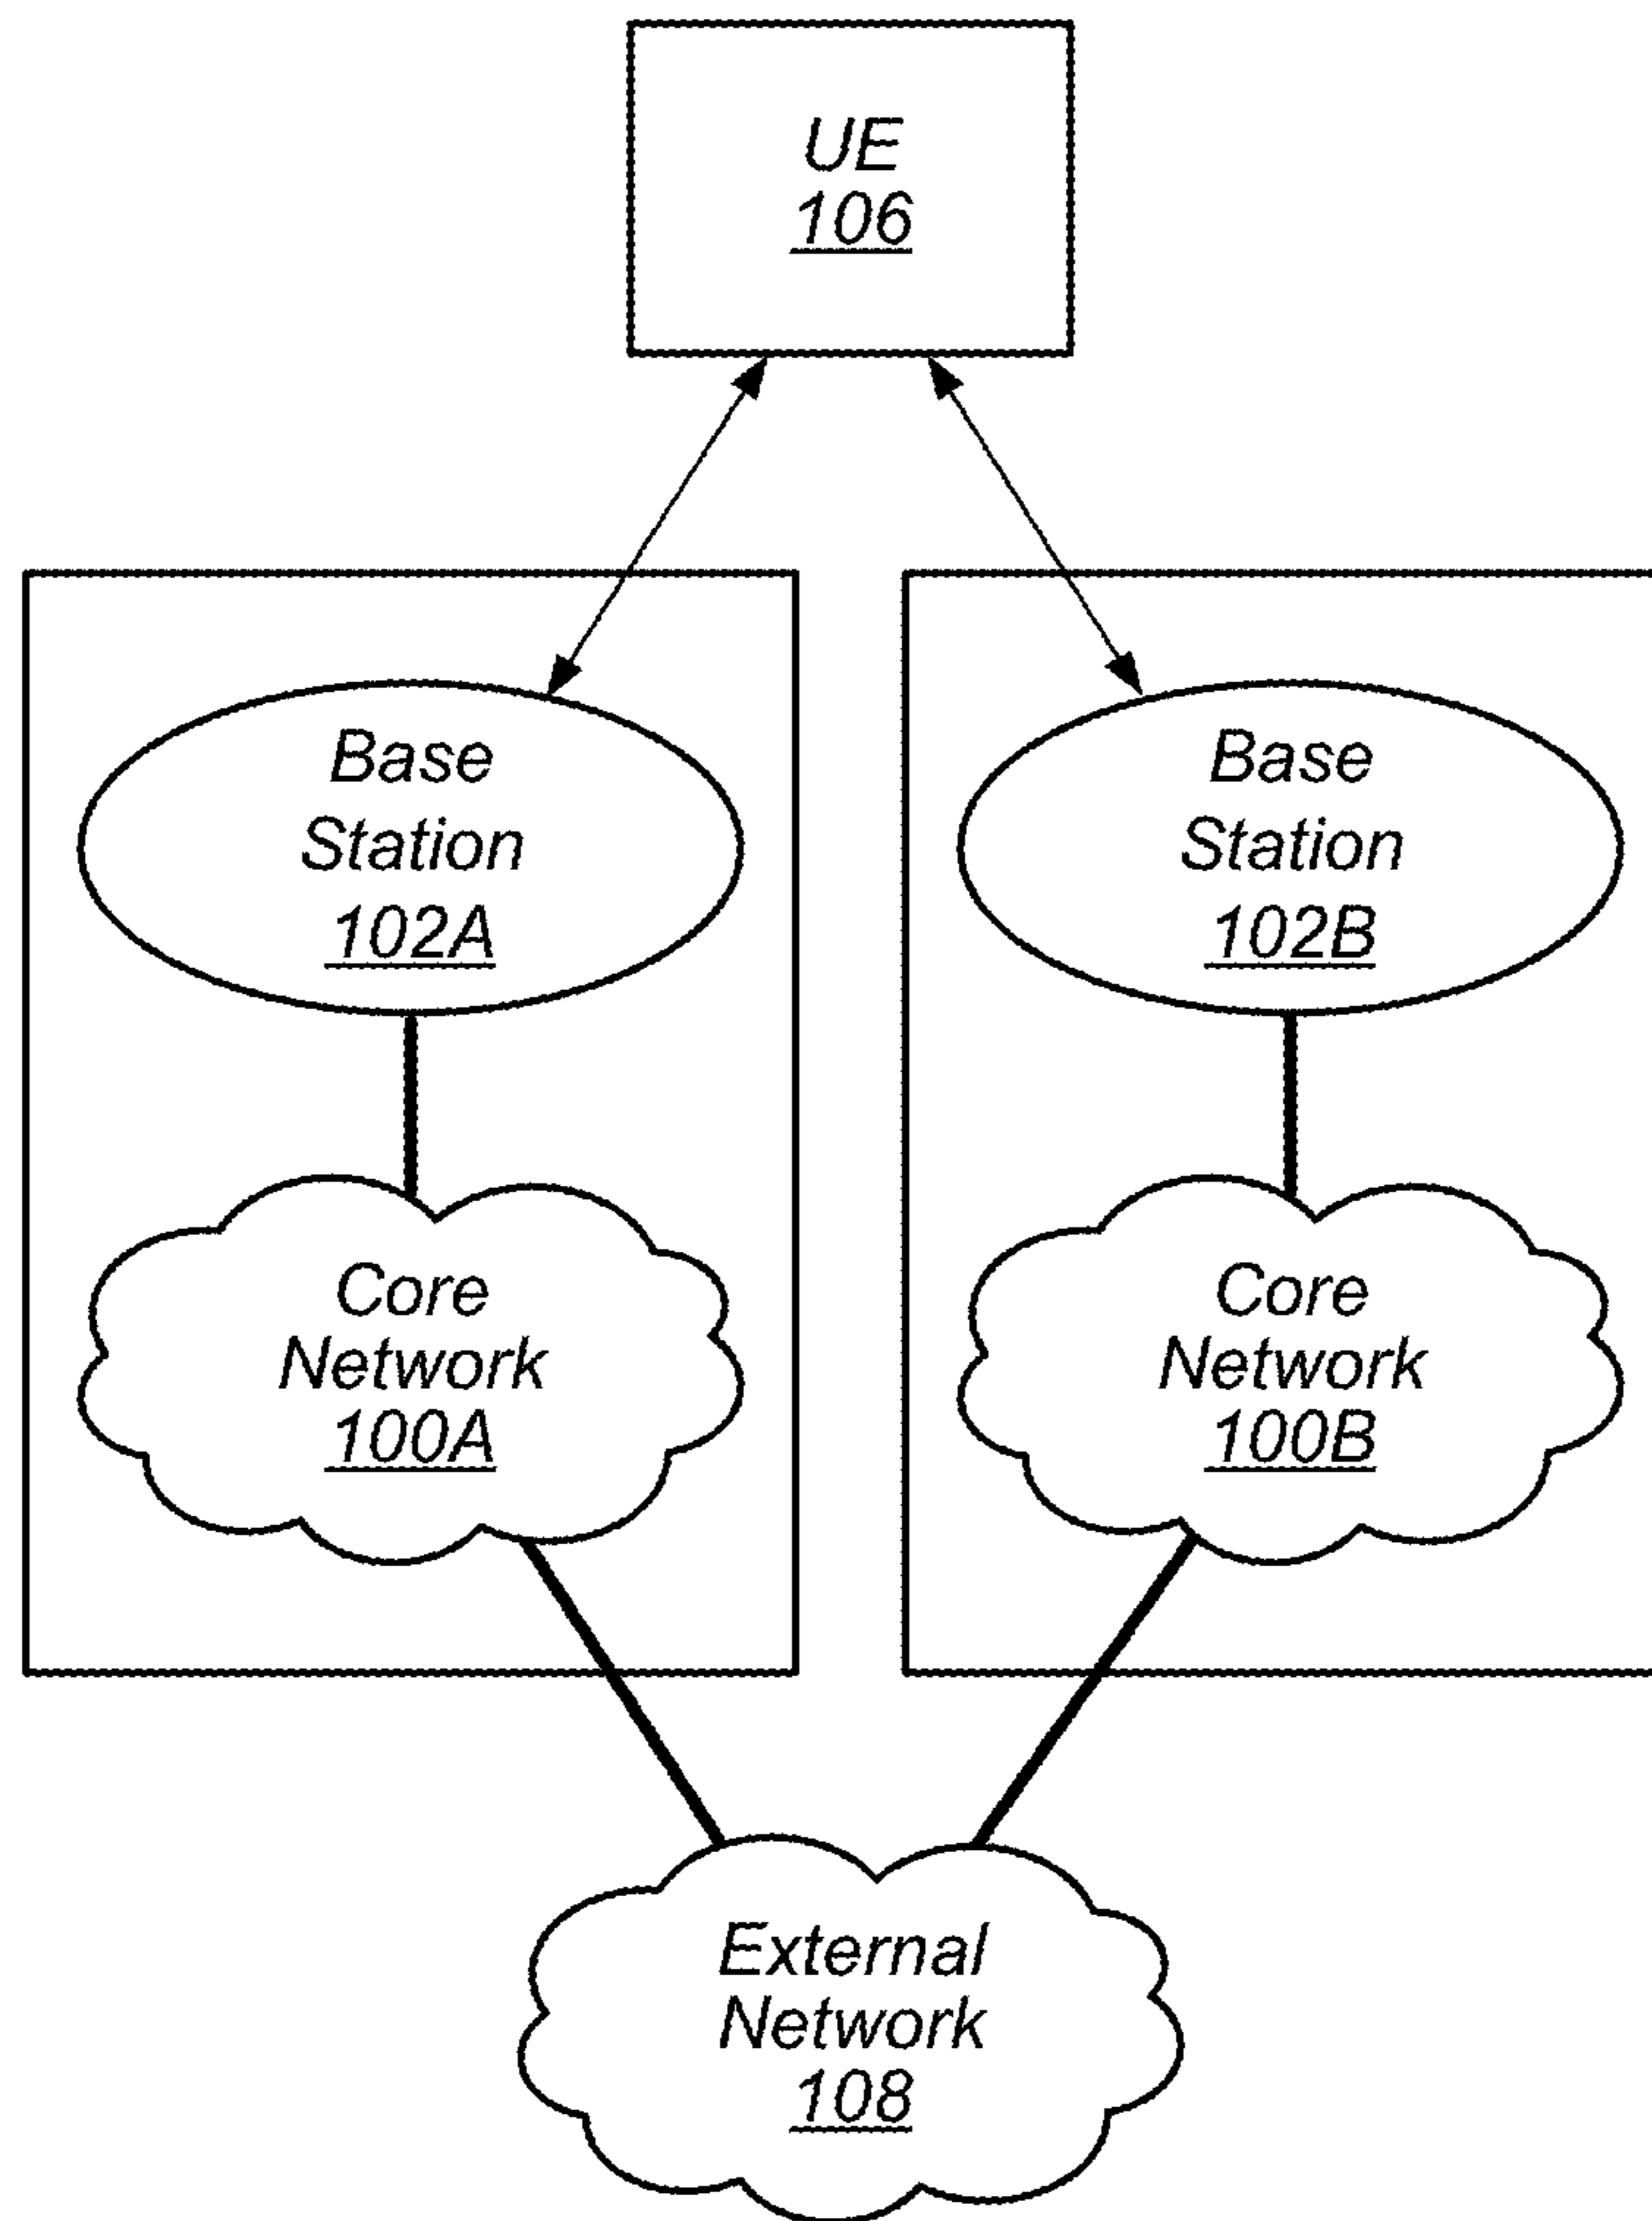 UE
106
Base
Station
102A
Base
Station
102B
Core
Network
100A
Core
Network
100B
External
Network
108